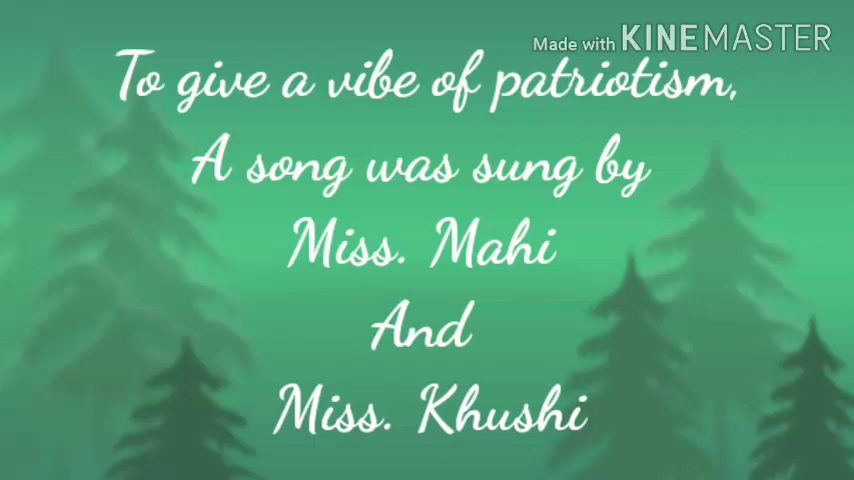 Made with KINEMASTER
To give a vibe of patriotism,
A song was sung by
Miss. Mahi
And
Miss. Khushi